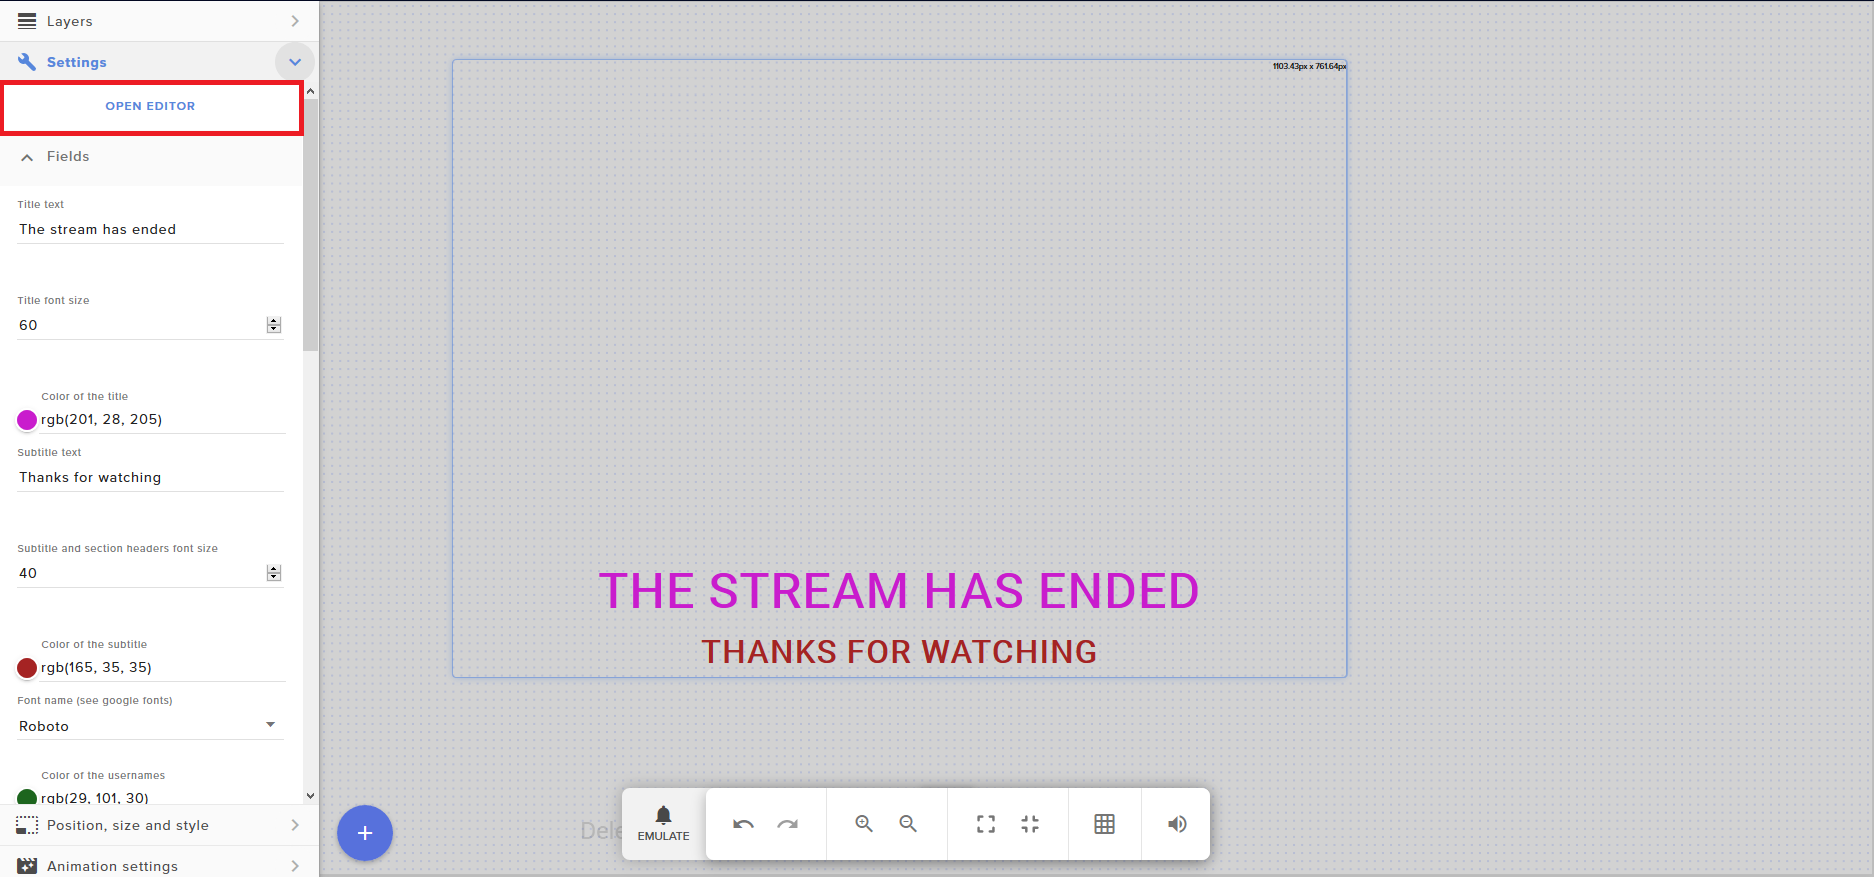 Layers
Settings
OPEN EDITOR
Fields
Title text
The stream has ended
Title font size
60
Color of the title
rgb(201, 28, 205)
Subtitle text
Thanks for watching
Subtitle and section headers font size
40
Color of the subtitle
rgb(165, 35, 35)
Font name (see google fonts)
Roboto
Color of the usernames
rgb(29, 101, 30)
Position, size and style
Animation settings
1103.43px x 761.64px
THE STREAM HAS ENDED
THANKS FOR WATCHING
Dele
EMULATE